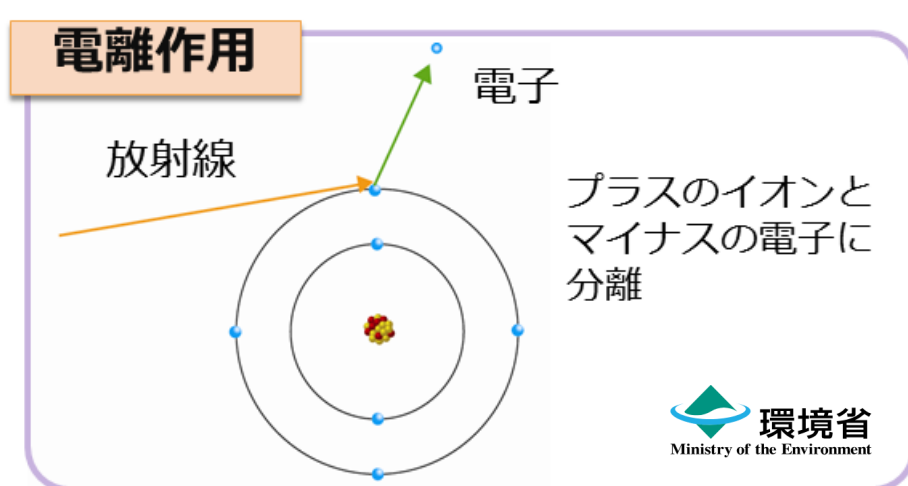 電離作用
電子
放射線
プラスのイオンと
マイナスの電子に
分離
環境省
Ministry of the Environment